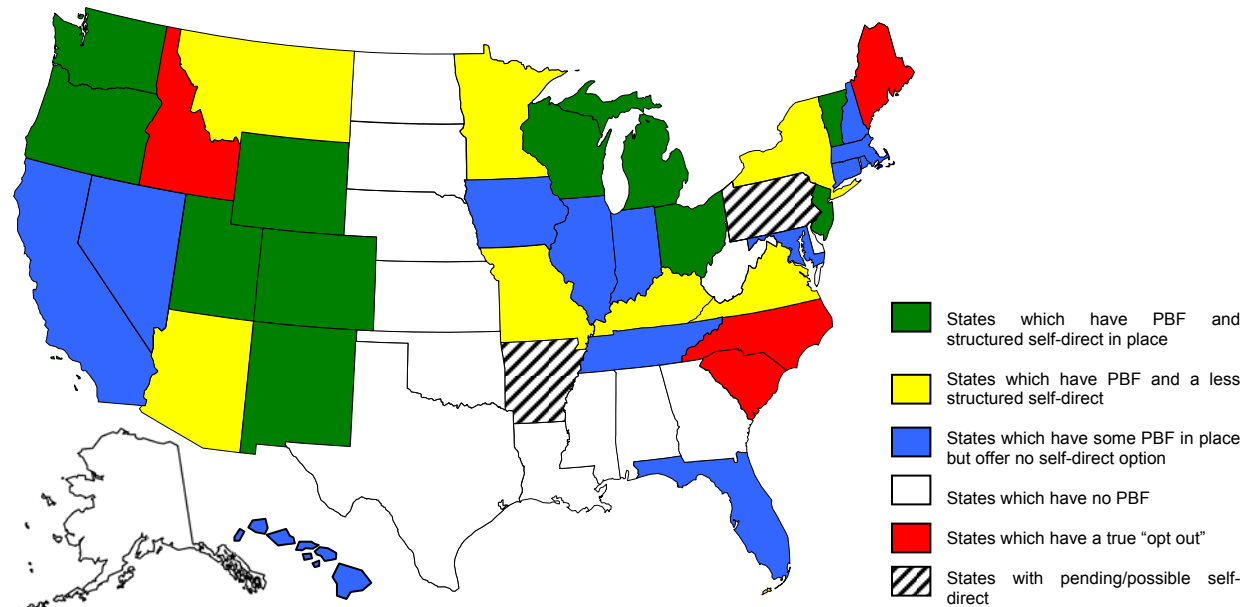 States which have PBF and
structured self-direct in place
States which have PBF and a less
structured self-direct
States which have some PBF in place
but offer no self-direct option
States which have no PBF
States which have a true “opt out”
States with pending/possible self-
direct